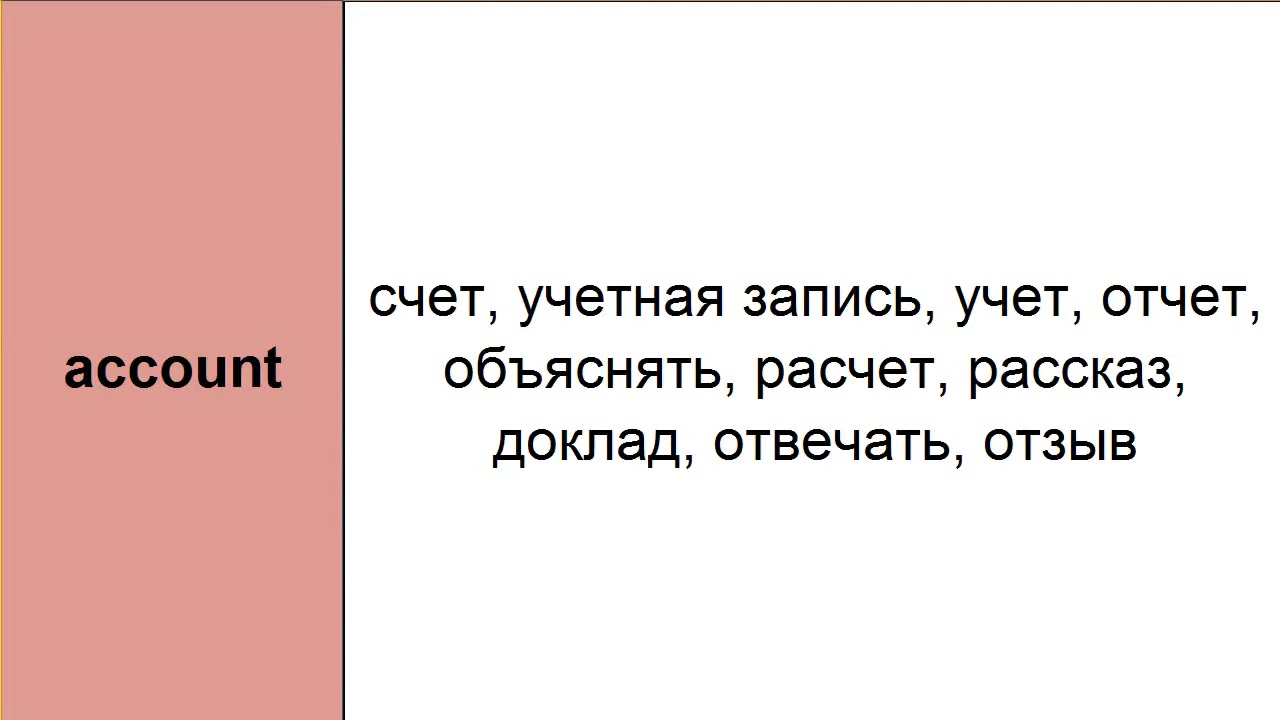 account
счет, учетная запись, учет, отчет,
объяснять, расчет, рассказ,
доклад, отвечать, отзыв